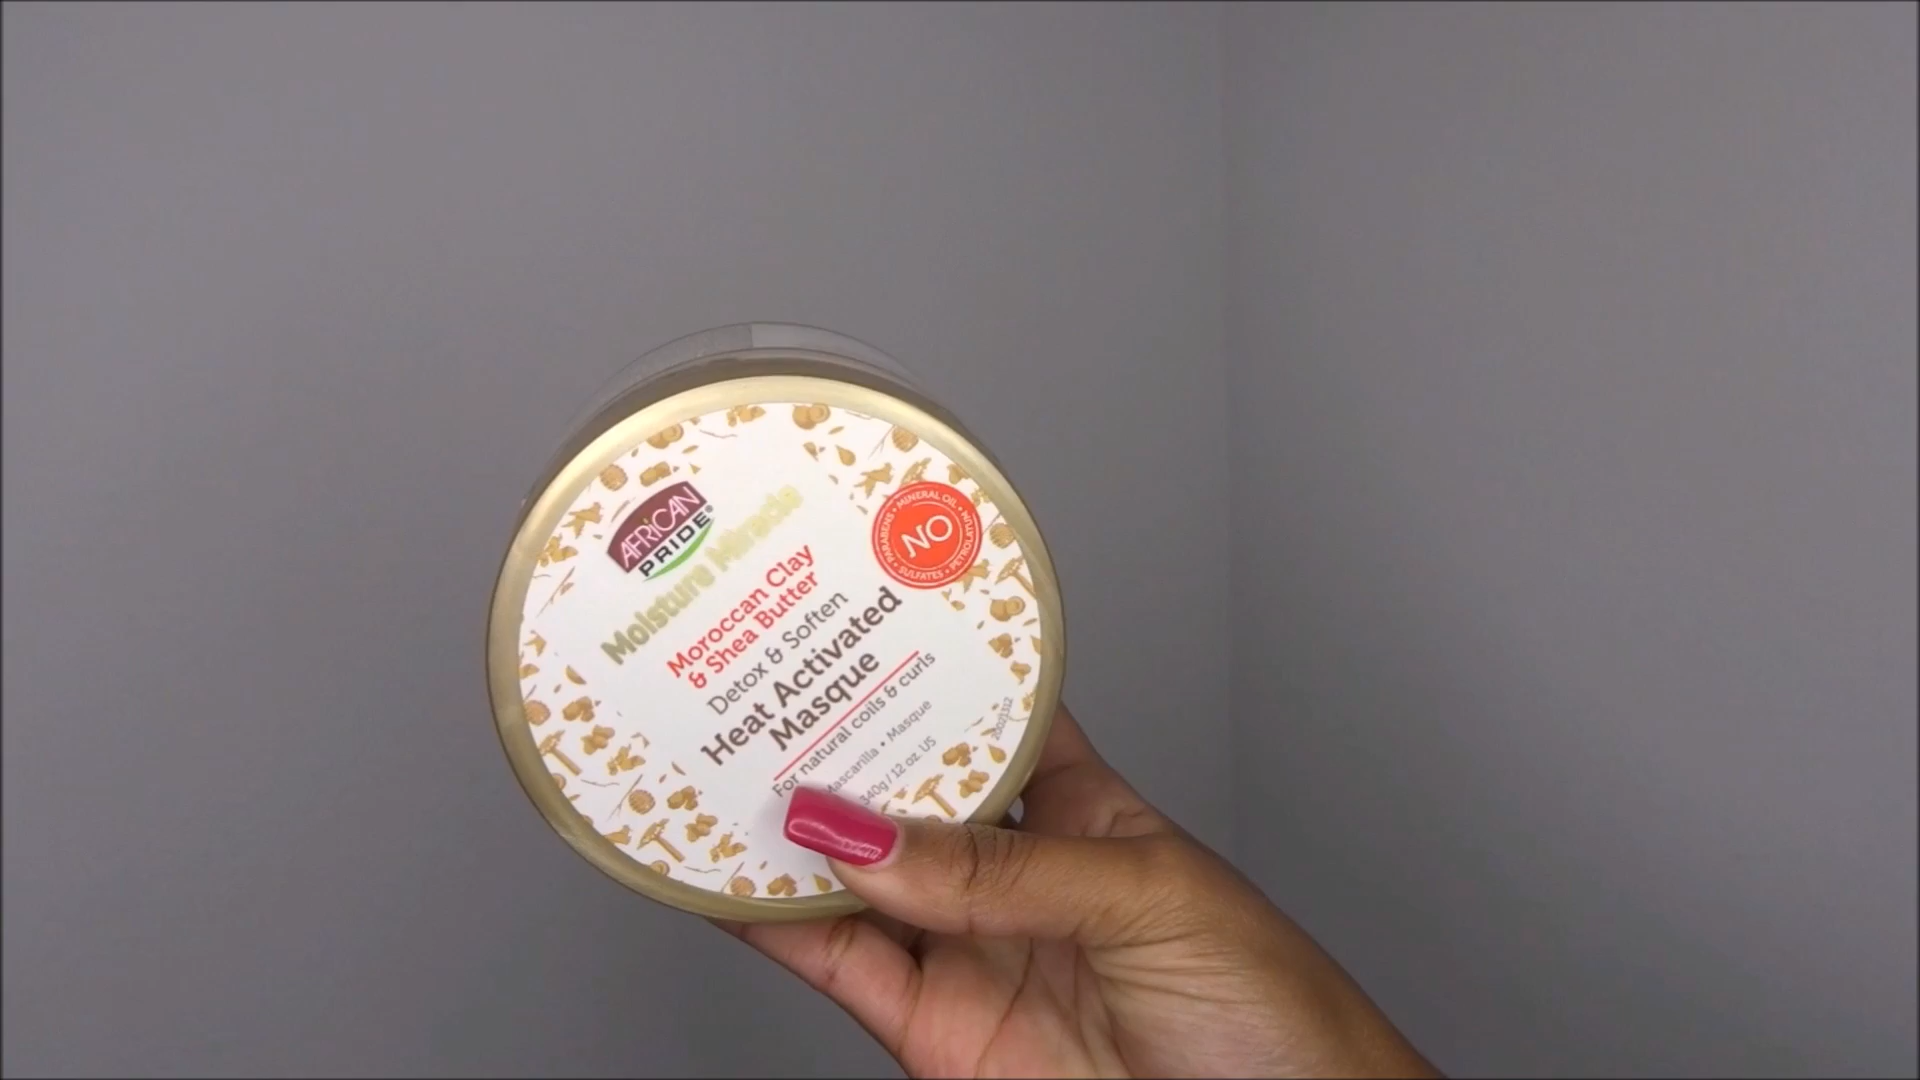 AFRICAN
PRIDE®
Moisture Miracle
Moroccan Clay
& Shea Butter
Detox & Soften
Heat Activated
Masque
For natural coils & curls
Mascarilla • Masque
340g / 12 oz. US
NO
PARABENS • MINERAL OIL •
PETROLATUM • SULFATES •